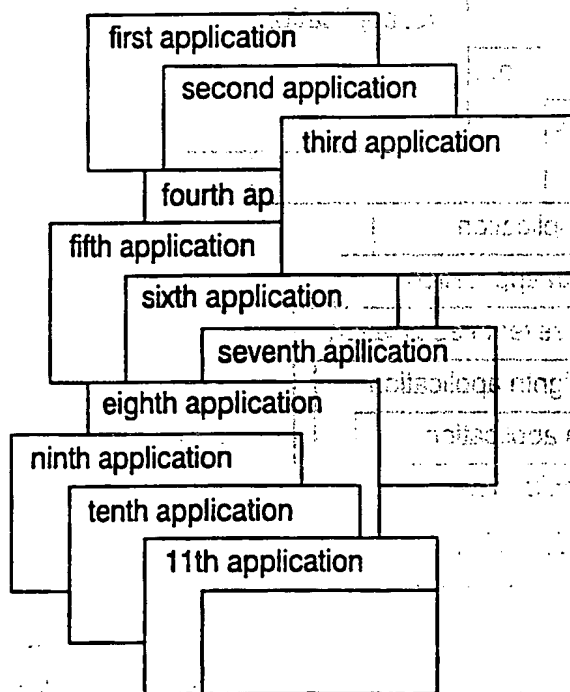 first application
second application
third application
fourth ap
fifth application
sixth application
seventh apllication
eighth application
ninth application
tenth application
11th application